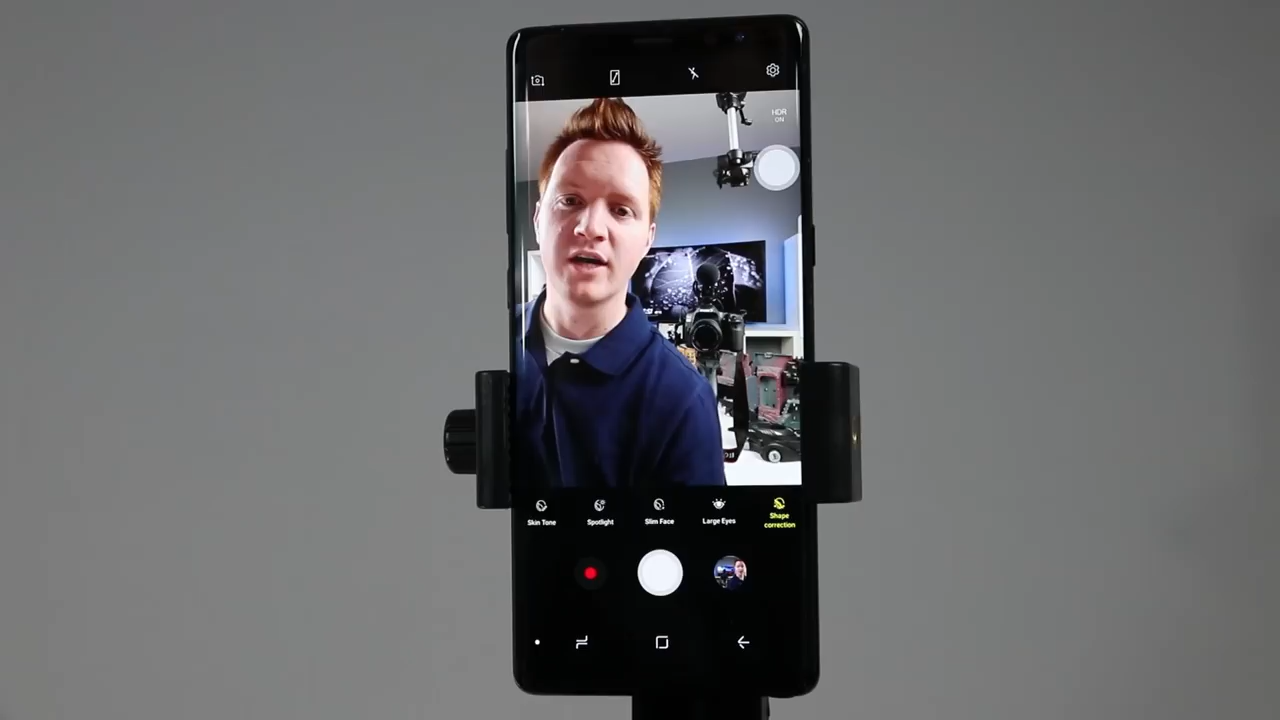 HDR
ON
Skin Tone
Spotlight
Slim Face
Large Eyes
Shape
correction